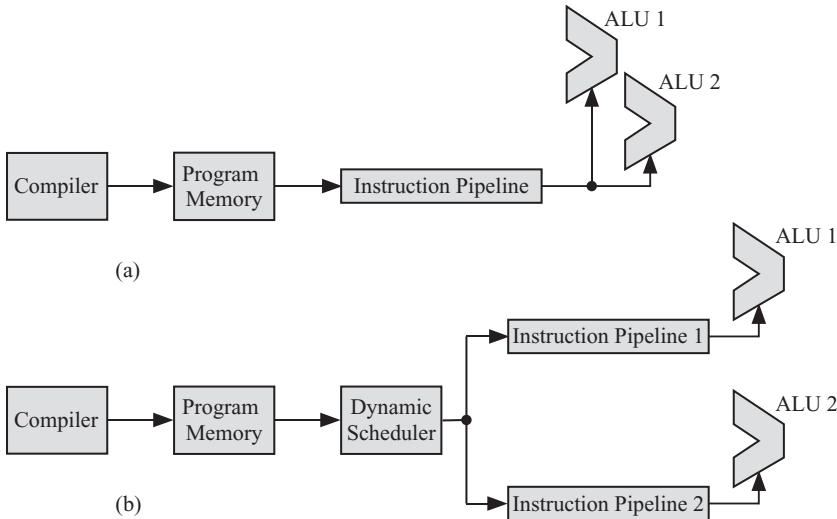 ALU 1
ALU 2
Compiler
Program
Memory
Instruction Pipeline
(a)
ALU 1
Instruction Pipeline 1
Compiler
Program
Memory
Dynamic
Scheduler
ALU 2
(b)
Instruction Pipeline 2